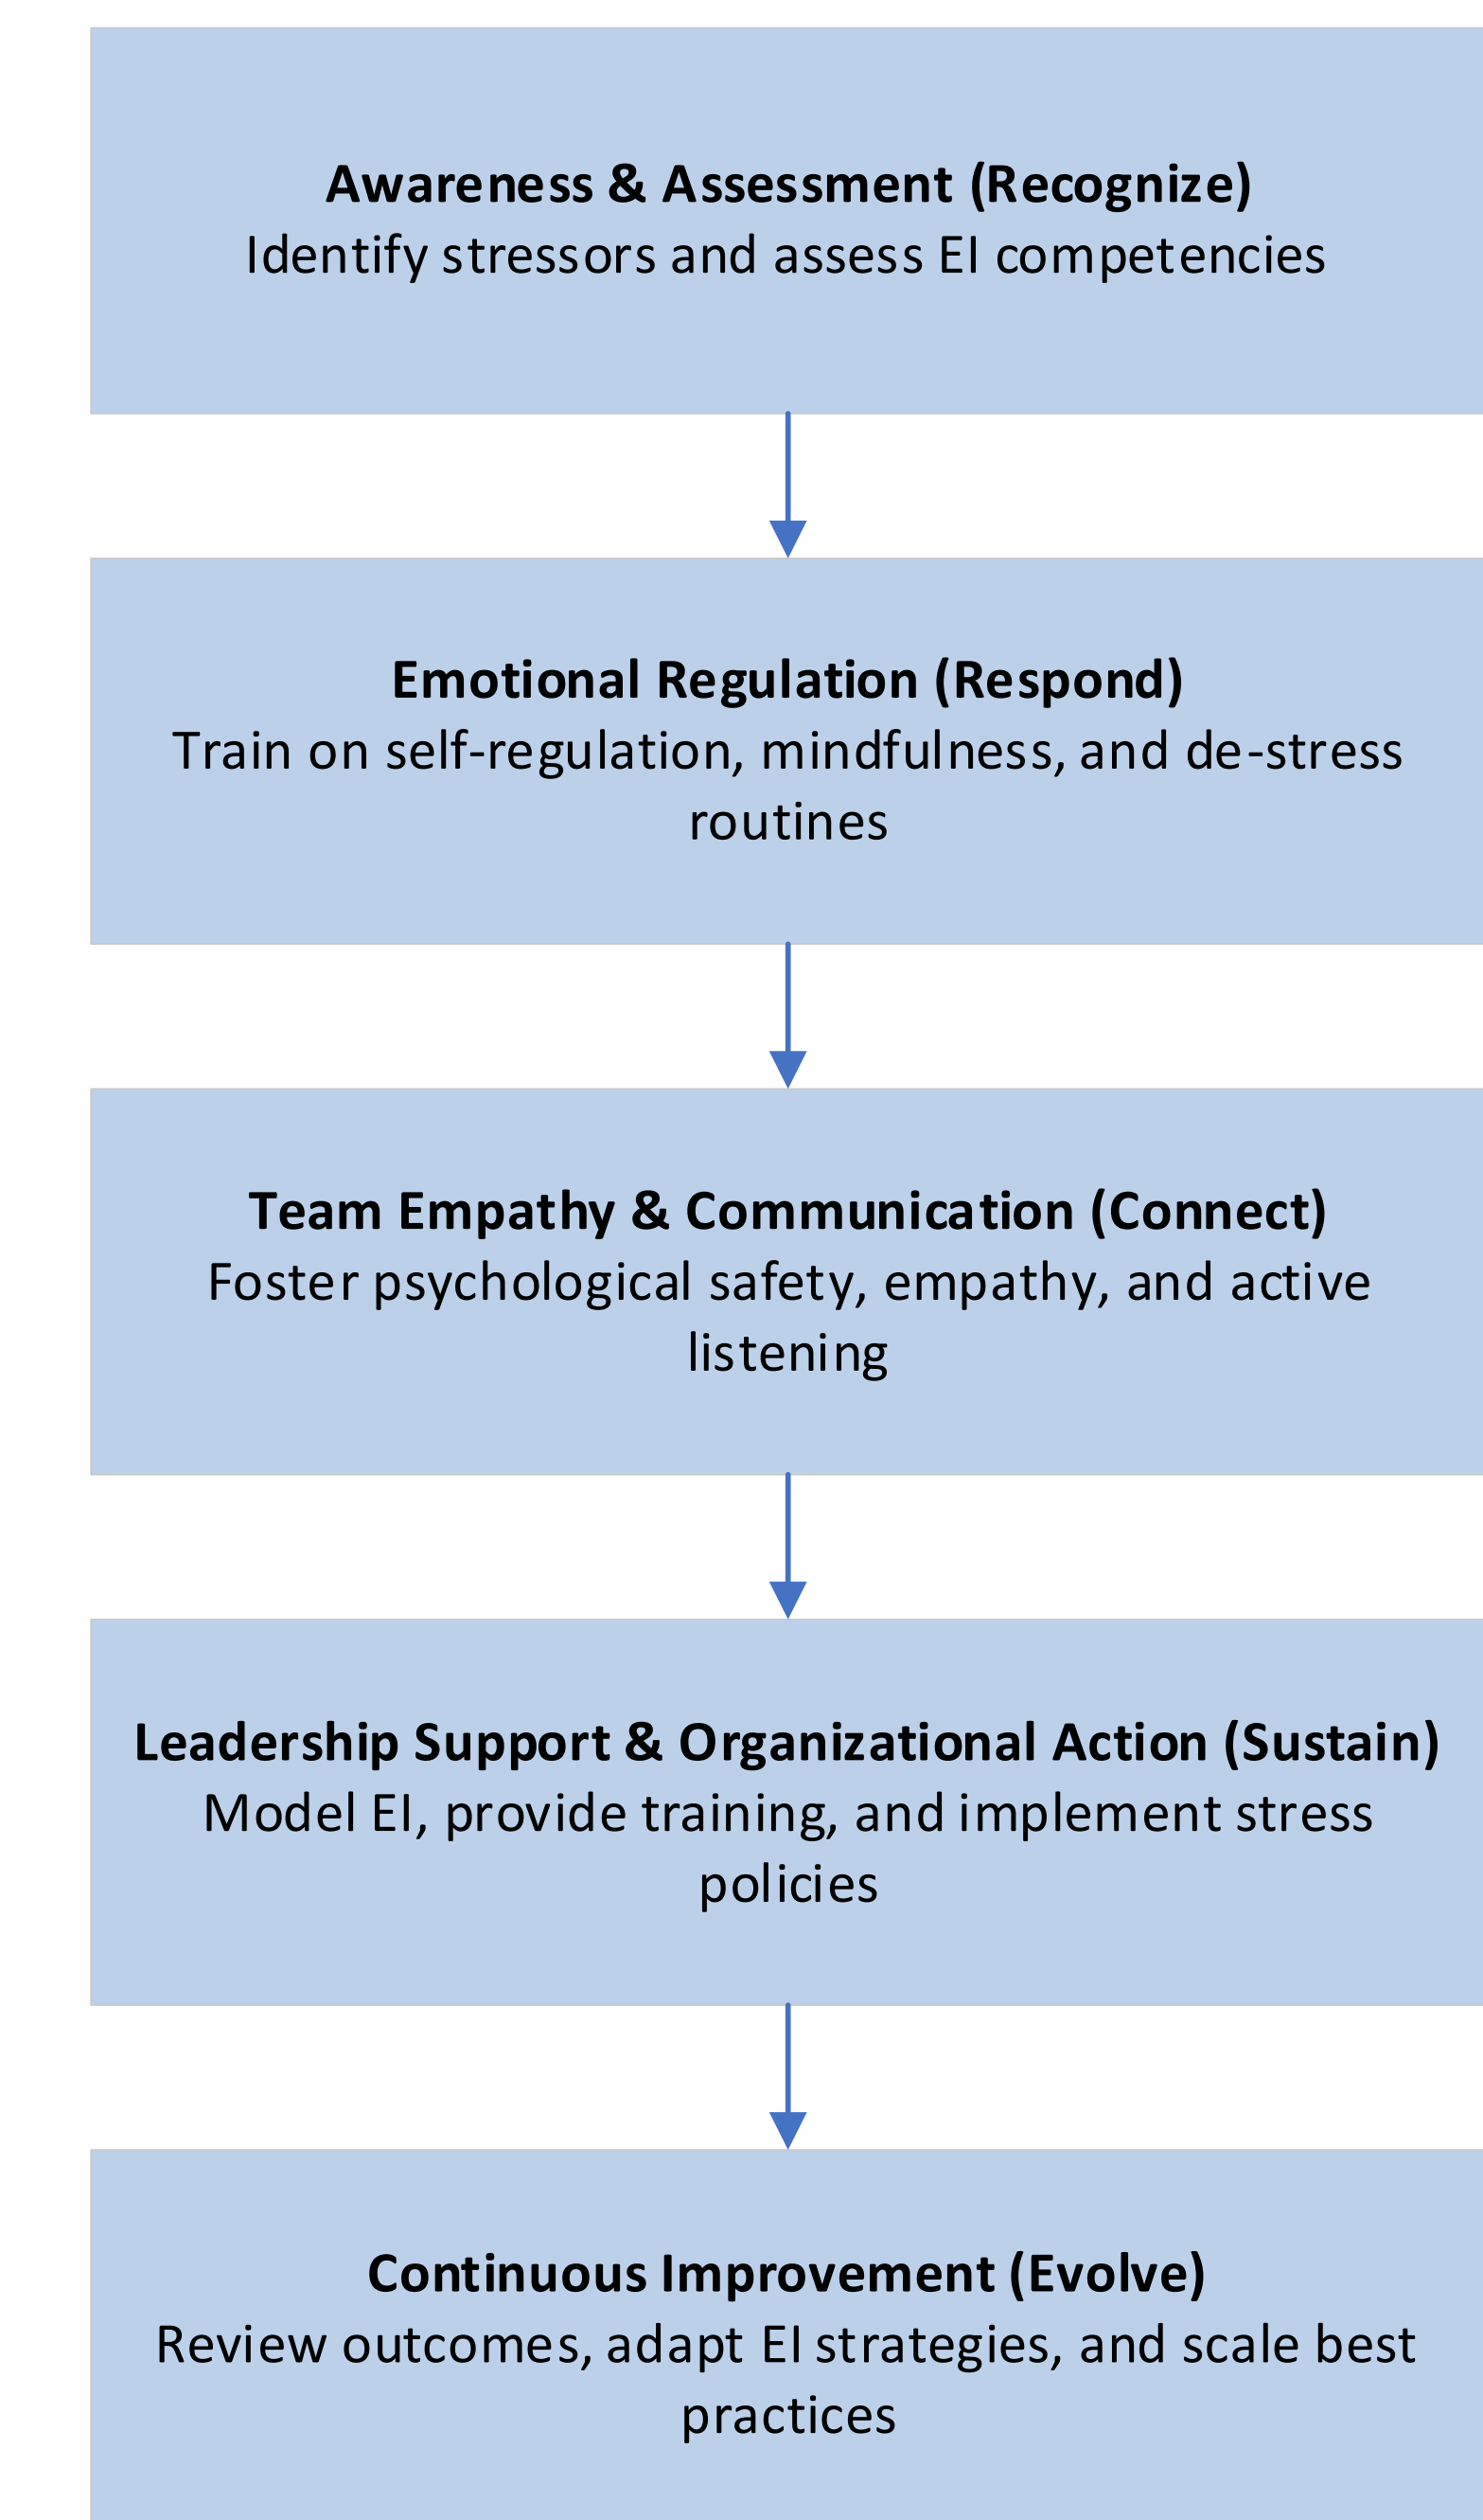 Awareness & Assessment (Recognize)
Identify stressors and assess EI competencies
Emotional Regulation (Respond)
Train on self-regulation, mindfulness, and de-stress
routines
Team Empathy & Communication (Connect)
Foster psychological safety, empathy, and active
listening
Leadership Support & Organizational Action (Sustain)
Model EI, provide training, and implement stress
policies
Continuous Improvement (Evolve)
Review outcomes, adapt EI strategies, and scale best
practices